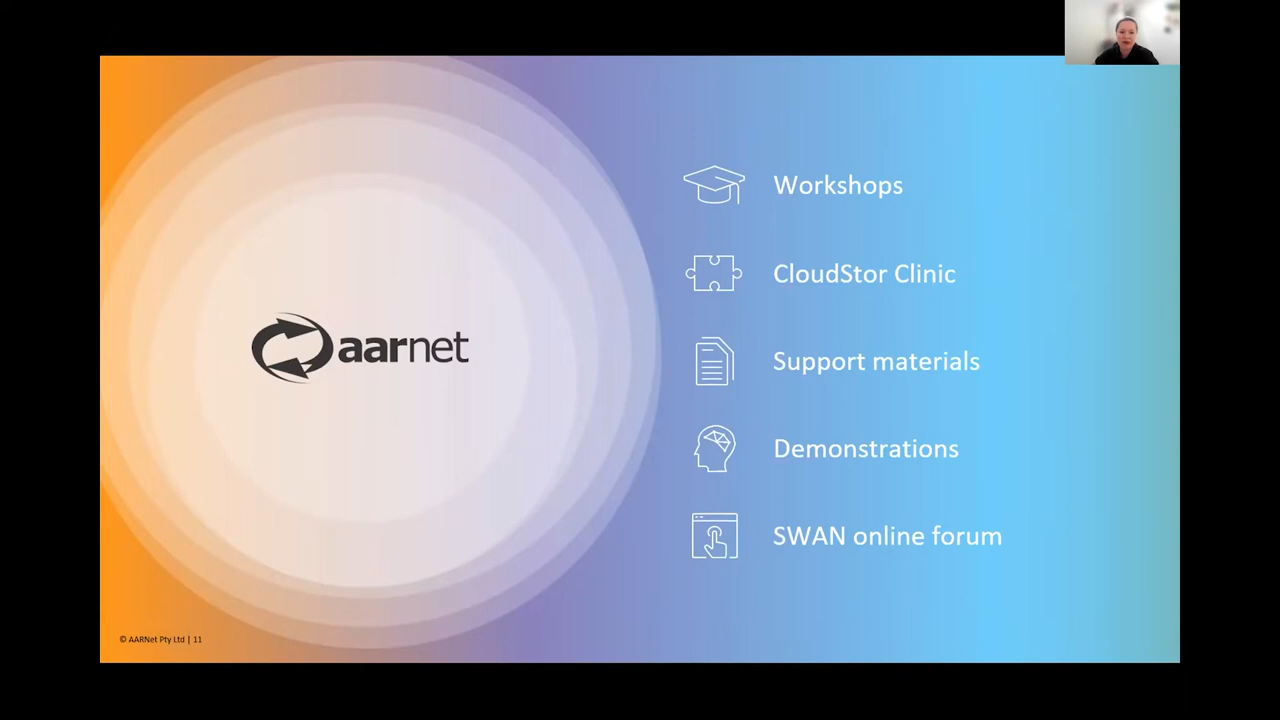 aarnet
Workshops
CloudStor Clinic
Support materials
Demonstrations
SWAN online forum
© AARNet Pty Ltd | 11